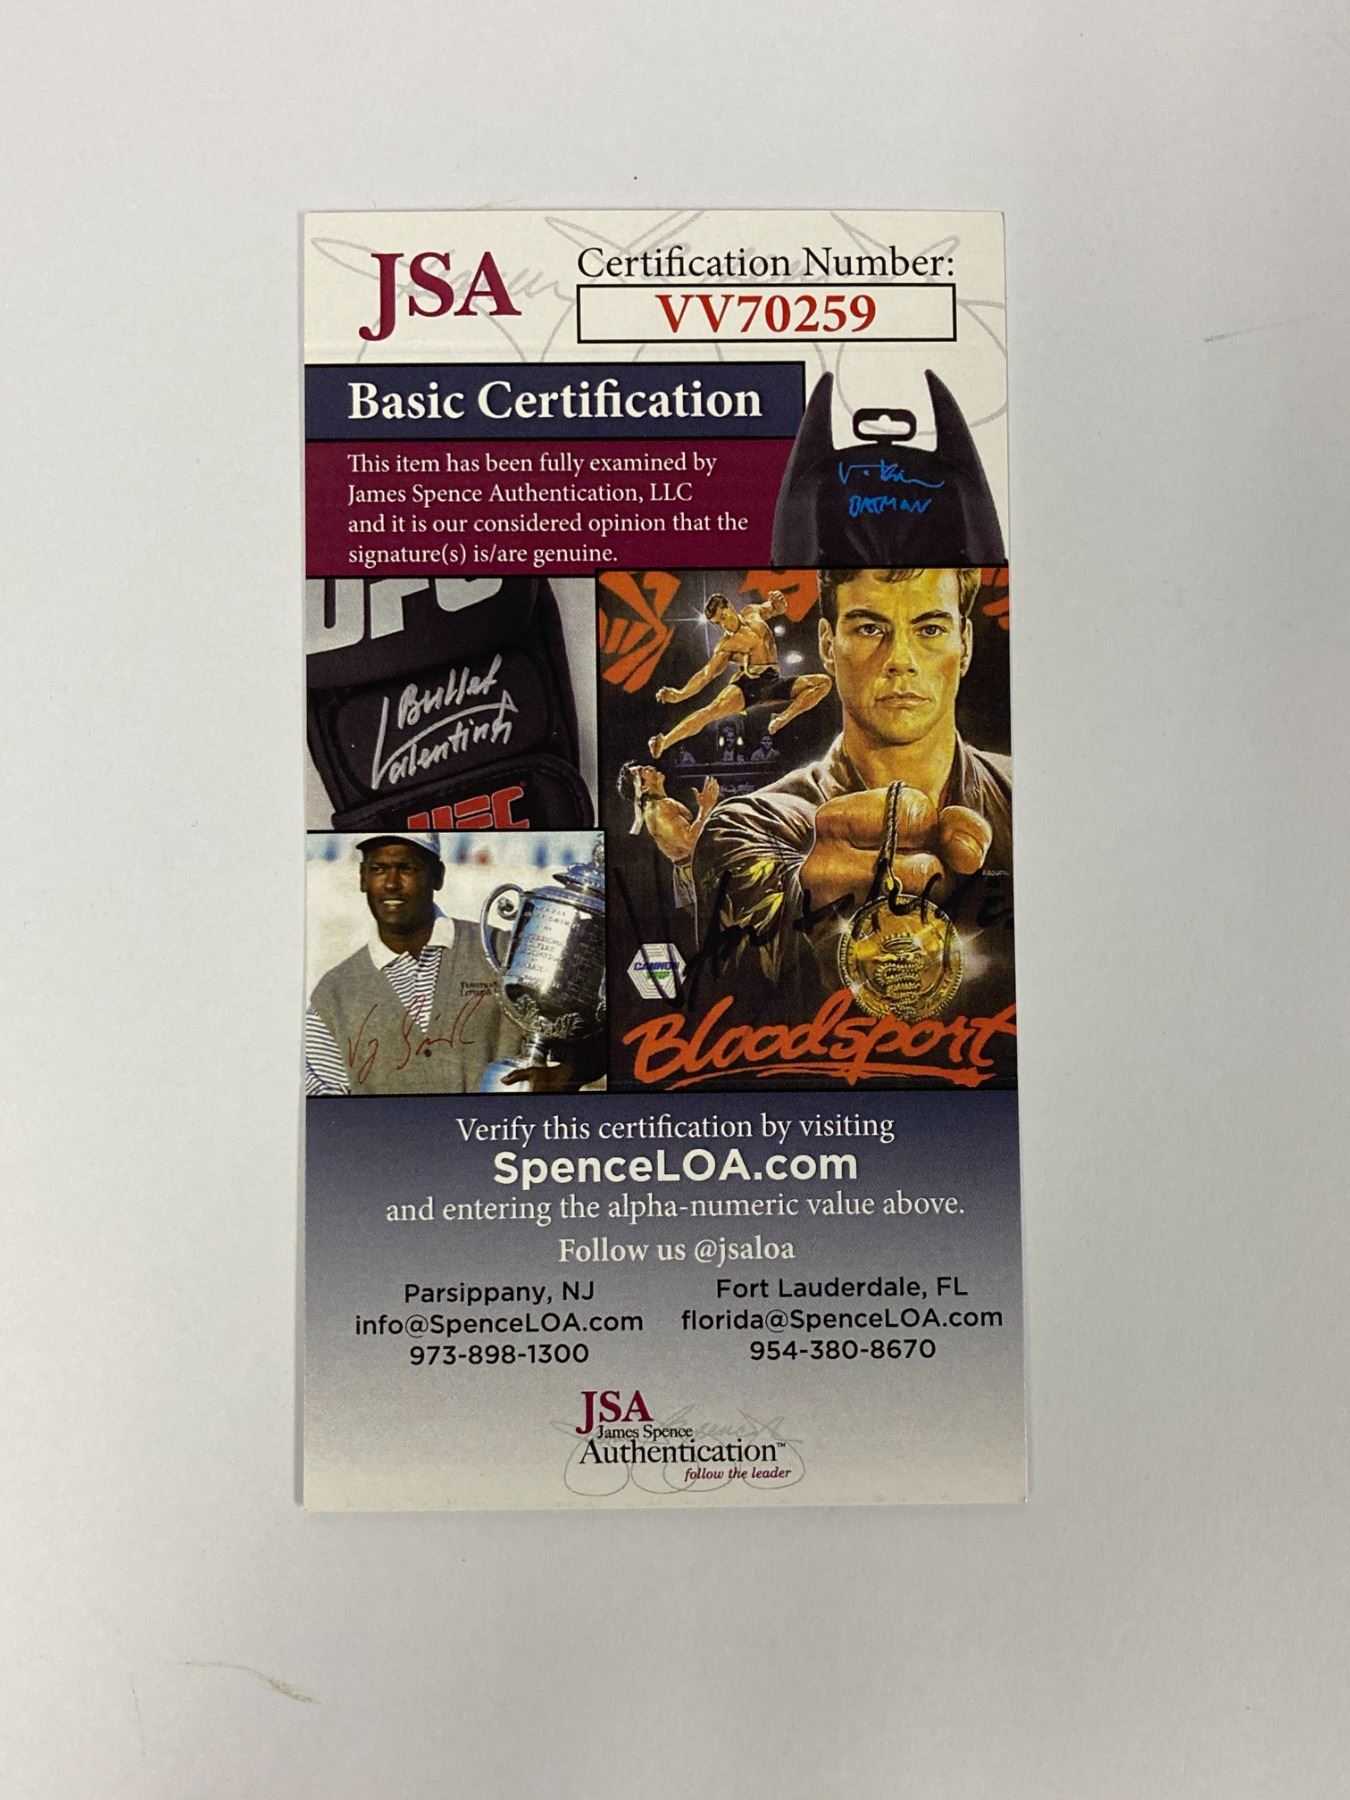 JSA
Certification Number:
VV70259
Basic Certification
This item has been fully examined by
James Spence Authentication, LLC
and it is our considered opinion that the
signature(s) is/are genuine.
BATMAN
UFC
Bullet
Valentina
UFC
CANNON
Bloodsport
Verify this certification by visiting
SpenceLOA.com
and entering the alpha-numeric value above.
Follow us @jsaloa
Parsippany, NJ
info@SpenceLOA.com
973-898-1300
Fort Lauderdale, FL
florida@SpenceLOA.com
954-380-8670
JSA
James Spence
Authentication™
follow the leader